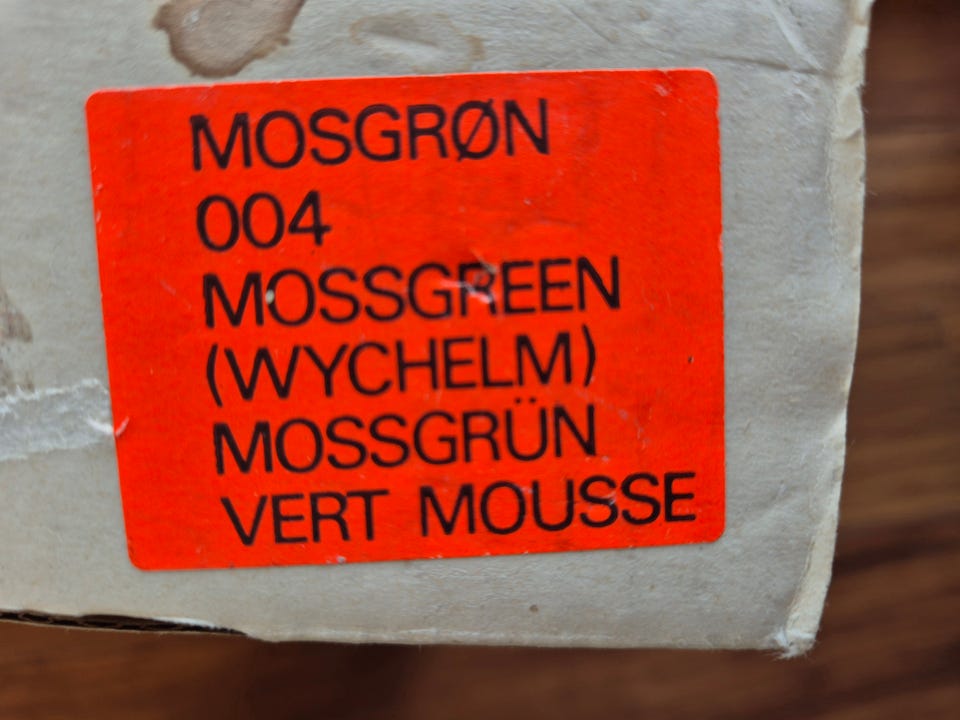 MOSGRØN
004
MOSSGREEN
(WYCHELM)
MOSSGRÜN
VERT MOUSSE